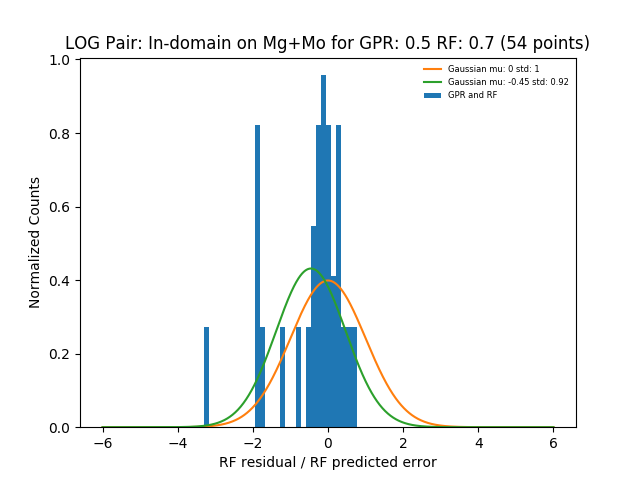 LOG Pair: In-domain on Mg+Mo for GPR: 0.5 RF: 0.7 (54 points)
Gaussian mu: 0 std: 1
Gaussian mu: -0.45 std: 0.92
GPR and RF
Normalized Counts
1.0
0.8
0.6
0.4
0.2
0.0
−6 −4 −2 0 2 4 6
RF residual / RF predicted error